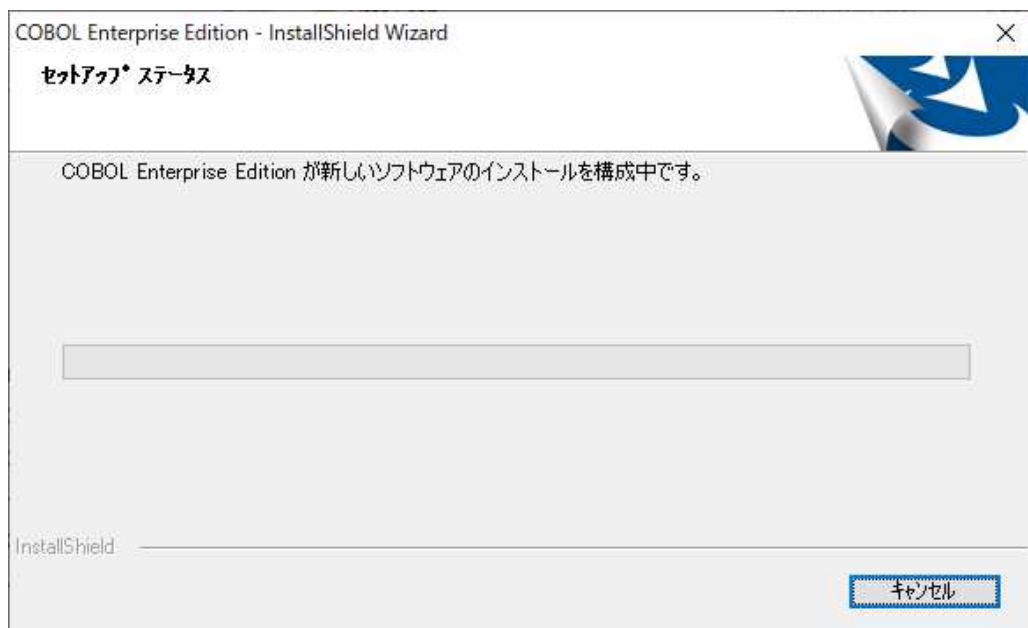 COBOL Enterprise Edition - InstallShield Wizard
セットアップ ステータス
COBOL Enterprise Edition が新しいソフトウェアのインストールを構成中です。
InstallShield
キャンセル